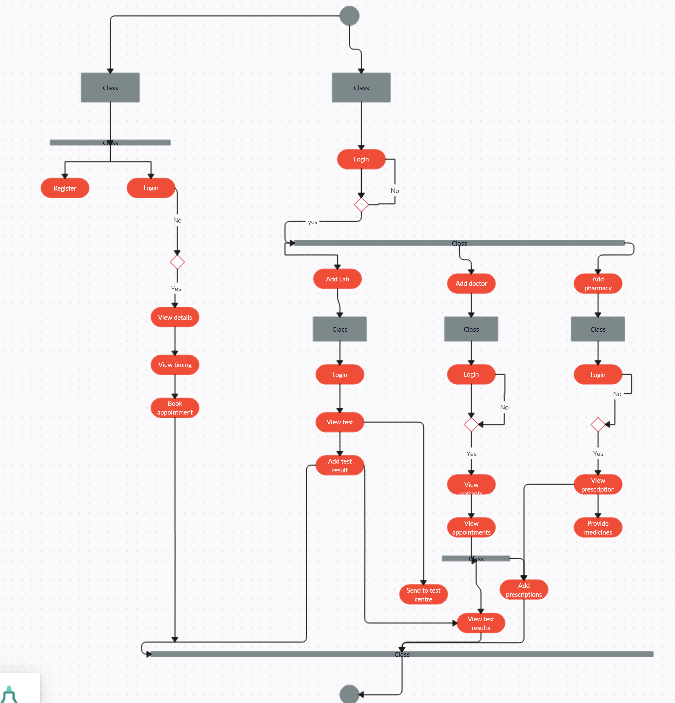 Class
Class
Class
Login
No
Register
Login
No
yes
Class
Yes
Add Lab
Add doctor
Add
pharmacy
View details
Class
Class
Class
View timing
Login
Login
Login
No
No
Book
appointment
View test
Yes
Yes
Add test
result
View
View
prescription
View
appointments
Provide
medicines
Class
Send to test
centre
Add
prescriptions
View test
results
Class